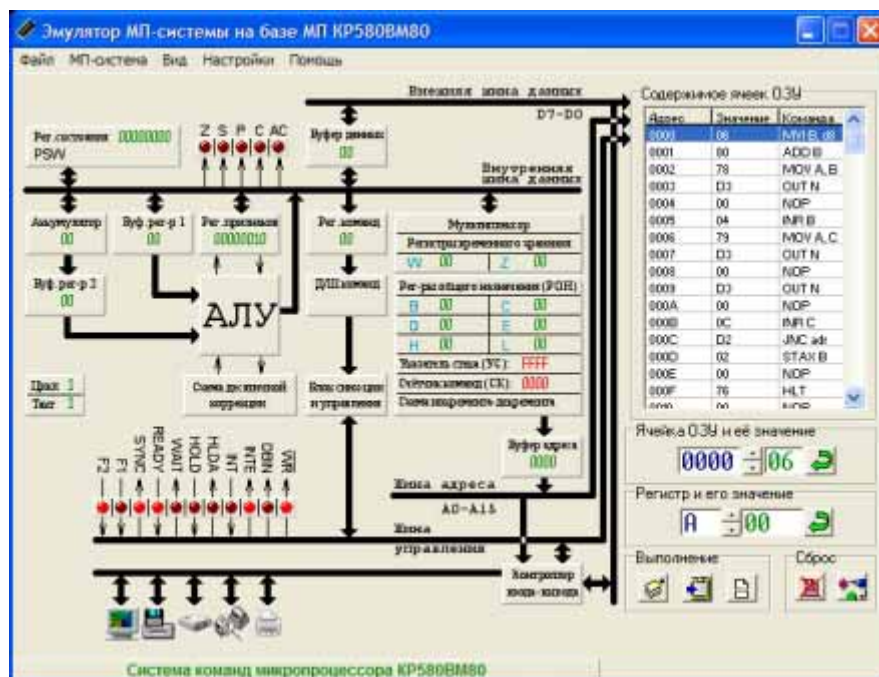 Эмулятор МП-системы на базе МП КР580ВМ80
Файл МП-система Вид Настройки Помощь
Внешняя шина данных
D7-D0
Рег. состояния 00000000
PSW
Z S P C AC
Буфер данных
00
Внутренняя
шина данных
Аккумулятор
00
Буф. рег-р 1
00
Рег. признаков
00000010
Рег. команд
00
Буф. рег-р 2
00
АЛУ
Д/Ш команд
Мультиплексор
Регистры временного хранения
W 00 Z 00
Рег-ры общего назначения (РОН)
B 00 C 00
D 00 E 00
H 00 L 00
Указатель стека (УС): FFFF
Счётчик команд (СК): 0000
Схема инкремента-декремента
Цикл 1
Такт 1
Схема десятичной
коррекции
Блок синхр-ции
и управления
Буфер адреса
0000
F2 F1 SYNC READY WAIT HOLD HLDA INT INTE DBIN WR
Шина адреса
A0-A15
Шина
управления
Контроллер
ввода-вывода
Содержимое ячеек ОЗУ
Адрес Значение Команда
0000 06 MVI B, d8
0001 80 ADD B
0002 78 MOV A, B
0003 D3 OUT N
0004 00 NOP
0005 04 INR B
0006 79 MOV A, C
0007 D3 OUT N
0008 00 NOP
0009 D3 OUT N
000A 00 NOP
000B 0C INR C
000C D2 JNC adr
000D 02 STAX B
000E 00 NOP
000F 76 HLT
0010 00 NOP
Ячейка ОЗУ и её значение
0000 06
Регистр и его значение
A 00
Выполнение
Сброс
Система команд микропроцессора КР580ВМ80